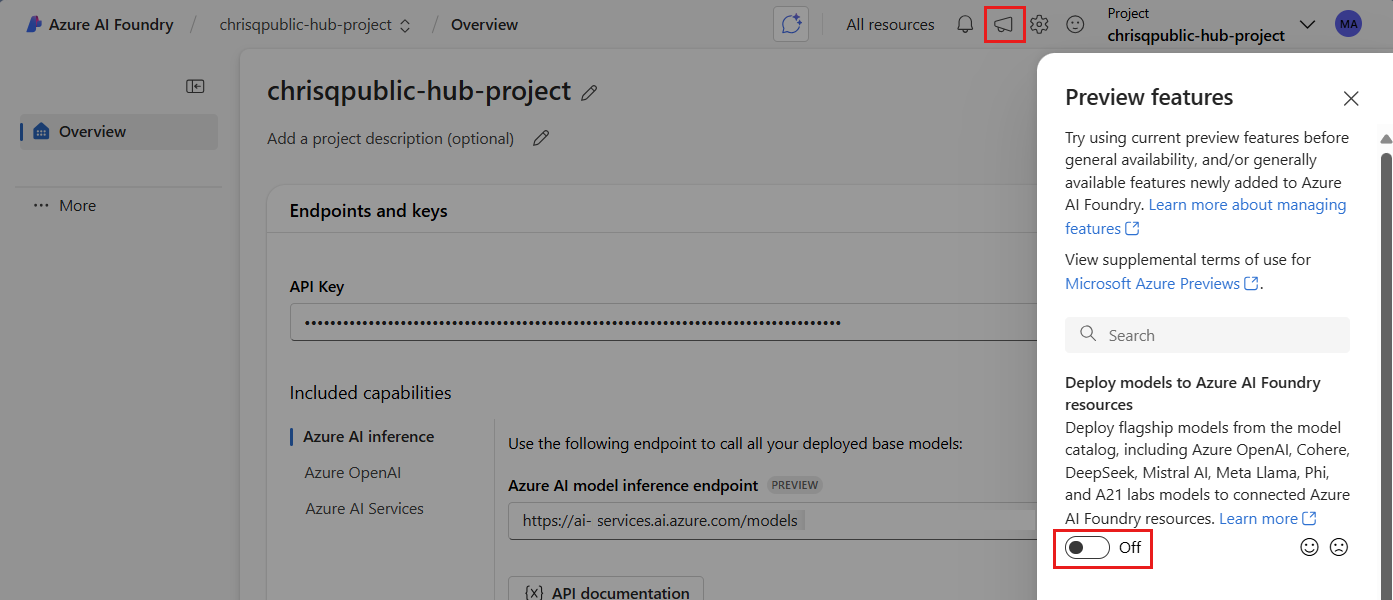 Azure AI Foundry / chrisqpublic-hub-project / Overview
All resources
Project
chrisqpublic-hub-project
MA
Overview
More
chrisqpublic-hub-project
Add a project description (optional)
Endpoints and keys
API Key
Included capabilities
Azure AI inference
Azure OpenAI
Azure AI Services
Use the following endpoint to call all your deployed base models:
Azure AI model inference endpoint PREVIEW
https://ai- services.ai.azure.com/models
{x} API documentation
Preview features
Try using current preview features before
general availability, and/or generally
available features newly added to Azure
AI Foundry. Learn more about managing
features
View supplemental terms of use for
Microsoft Azure Previews.
Search
Deploy models to Azure AI Foundry
resources
Deploy flagship models from the model
catalog, including Azure OpenAI, Cohere,
DeepSeek, Mistral AI, Meta Llama, Phi,
and A21 labs models to connected Azure
AI Foundry resources. Learn more
Off